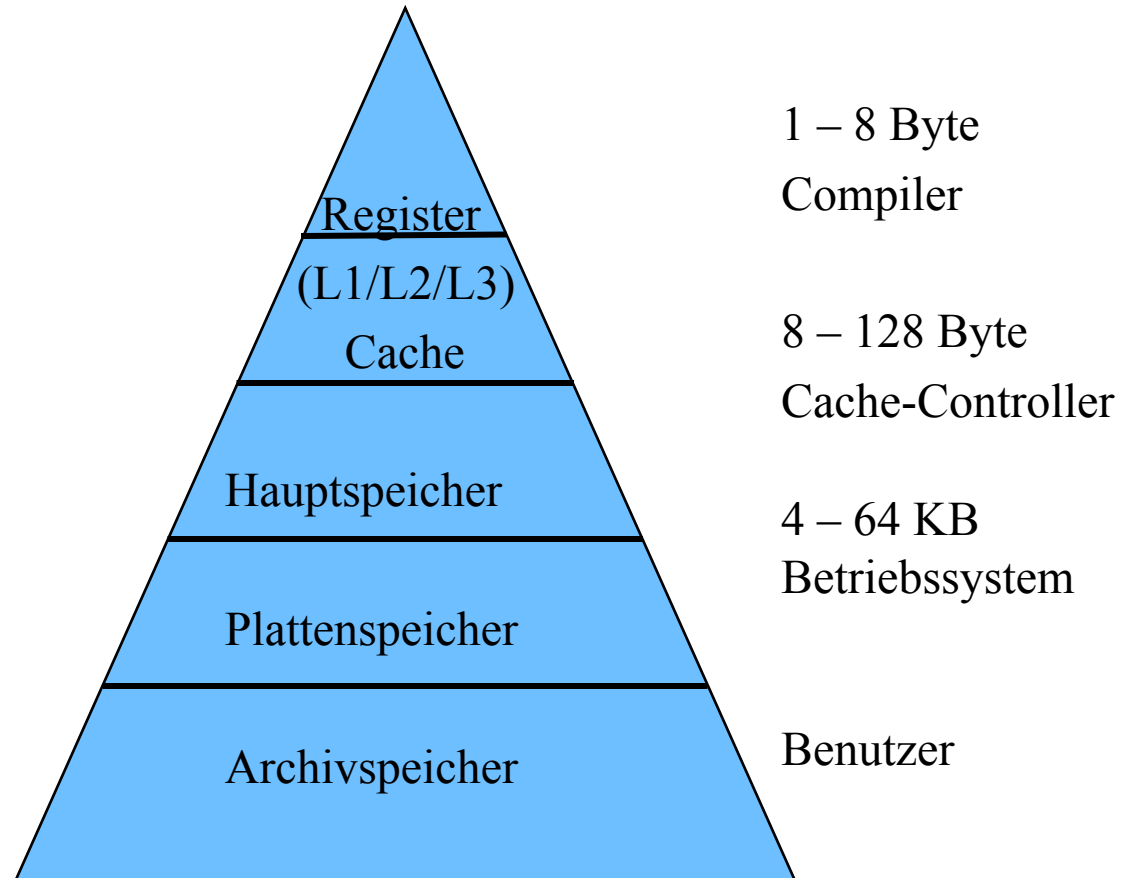 1 – 8 Byte
Compiler
Register
(L1/L2/L3)
Cache
8 – 128 Byte
Cache-Controller
Hauptspeicher
4 – 64 KB
Betriebssystem
Plattenspeicher
Archivspeicher
Benutzer